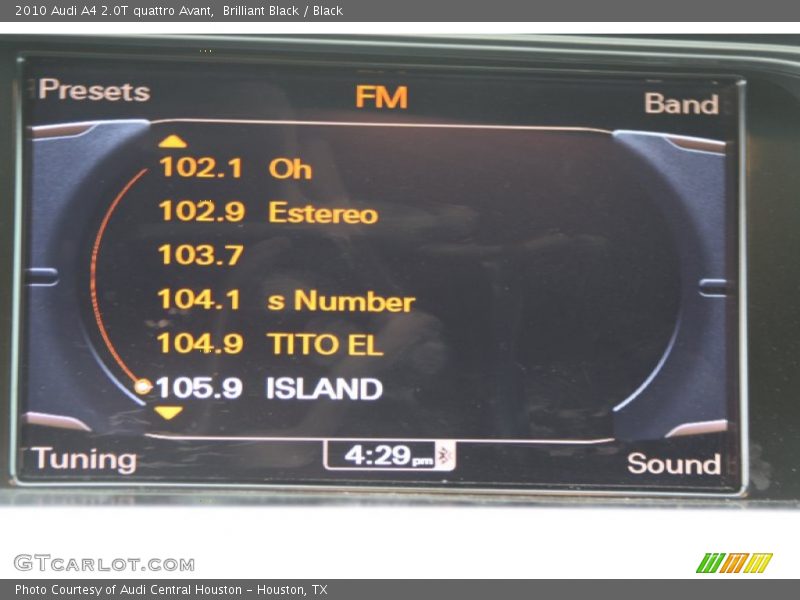 2010 Audi A4 2.0T quattro Avant,  Brilliant Black / Black
Presets
FM
Band
102.1 Oh
102.9 Estereo
103.7
104.1 s Number
104.9 TITO EL
105.9 ISLAND
Tuning
4:29 pm
Sound
GTCARLOT.COM
Photo Courtesy of Audi Central Houston - Houston, TX